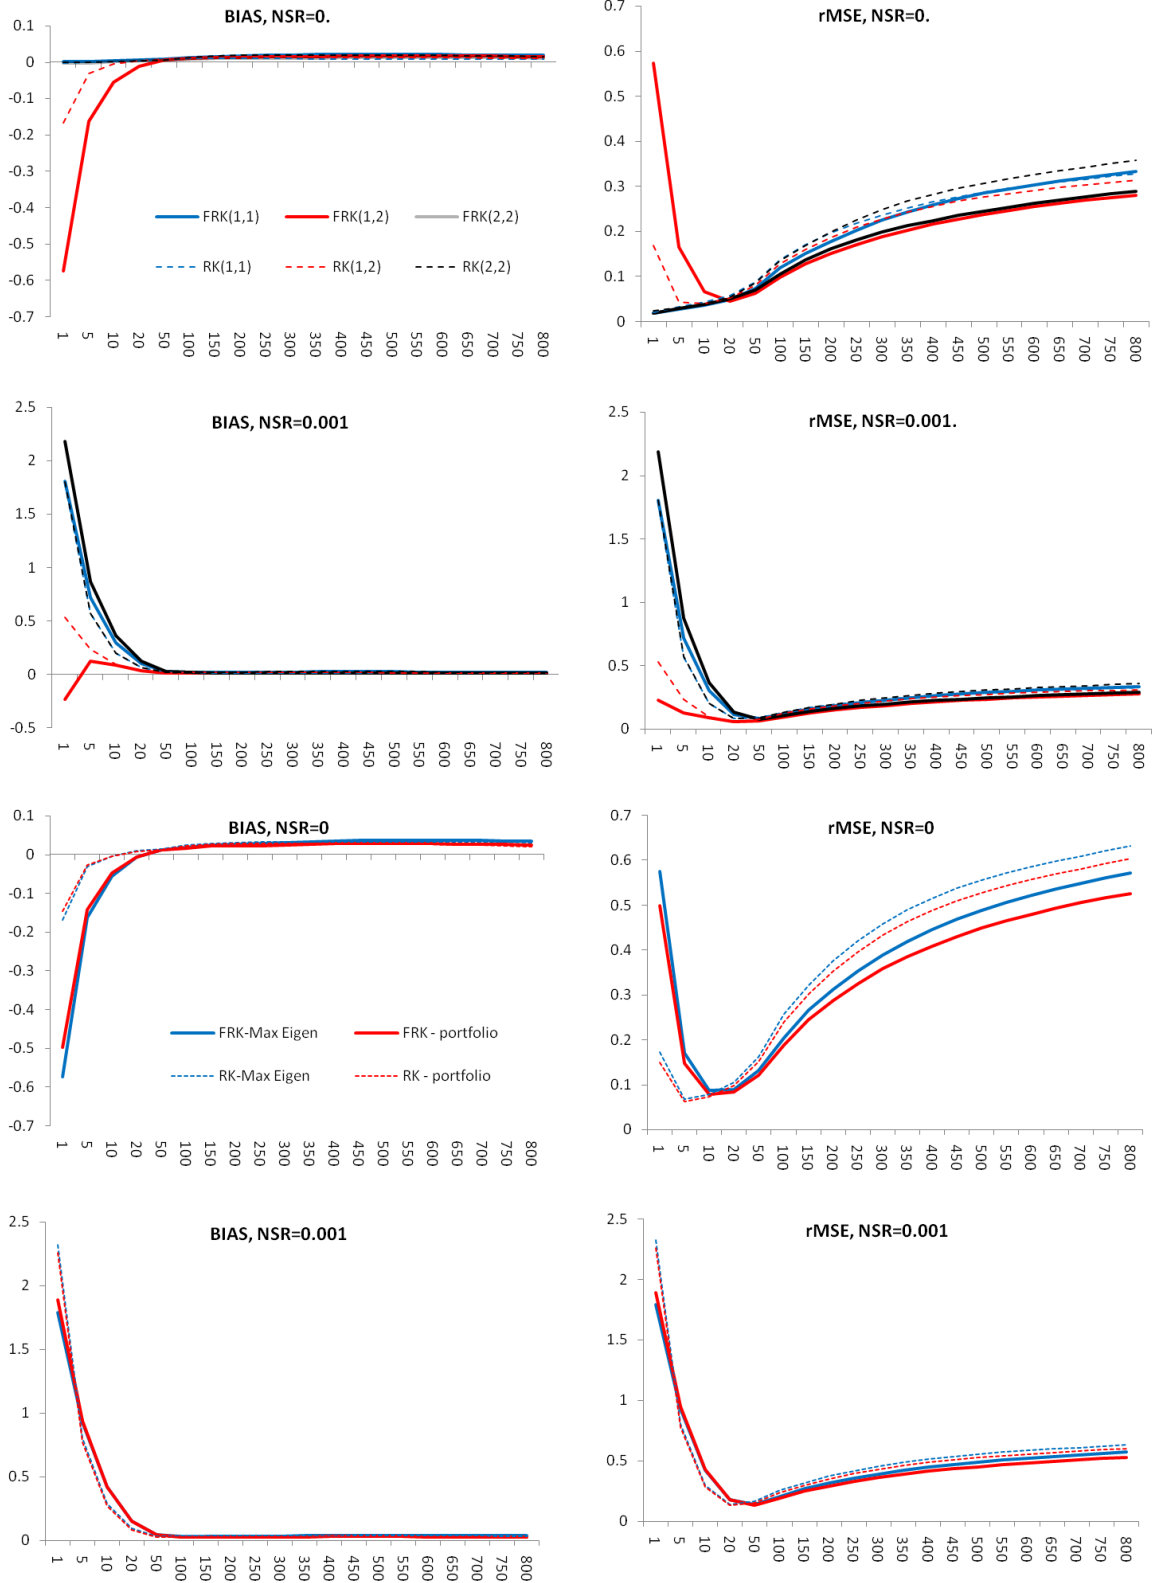 BIAS, NSR=0.
0.1
0
-0.1
-0.2
-0.3
-0.4
-0.5
-0.6
-0.7
FRK(1,1) FRK(1,2) FRK(2,2)
RK(1,1) RK(1,2) RK(2,2)
1 5 10 20 50 100 150 200 250 300 350 400 450 500 550 600 650 700 750 800
rMSE, NSR=0.
0.7
0.6
0.5
0.4
0.3
0.2
0.1
0
1 5 10 20 50 100 150 200 250 300 350 400 450 500 550 600 650 700 750 800
BIAS, NSR=0.001
2.5
2
1.5
1
0.5
0
-0.5
1 5 10 20 50 100 150 200 250 300 350 400 450 500 550 600 650 700 750 800
rMSE, NSR=0.001.
2.5
2
1.5
1
0.5
0
1 5 10 20 50 100 150 200 250 300 350 400 450 500 550 600 650 700 750 800
BIAS, NSR=0
0.1
0
-0.1
-0.2
-0.3
-0.4
-0.5
-0.6
-0.7
FRK-Max Eigen FRK - portfolio
RK-Max Eigen RK - portfolio
1 5 10 20 50 100 150 200 250 300 350 400 450 500 550 600 650 700 750 800
rMSE, NSR=0
0.7
0.6
0.5
0.4
0.3
0.2
0.1
0
1 5 10 20 50 100 150 200 250 300 350 400 450 500 550 600 650 700 750 800
BIAS, NSR=0.001
2.5
2
1.5
1
0.5
0
1 5 10 20 50 100 150 200 250 300 350 400 450 500 550 600 650 700 750 800
rMSE, NSR=0.001
2.5
2
1.5
1
0.5
0
1 5 10 20 50 100 150 200 250 300 350 400 450 500 550 600 650 700 750 800